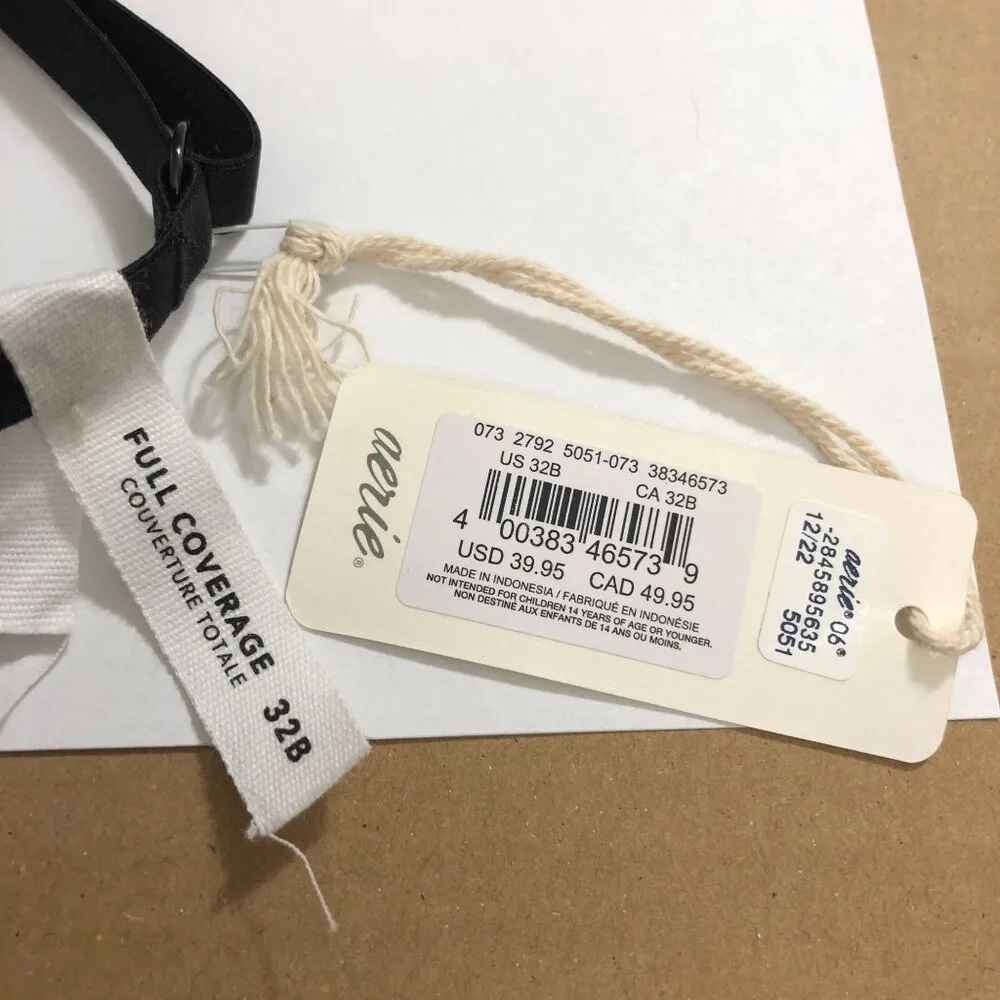 FULL COVERAGE 32B
COUVERTURE TOTALE
aerie®
073 2792 5051-073 38346573
US 32B CA 32B
4 00383 46573 9
USD 39.95 CAD 49.95
MADE IN INDONESIA / FABRIQUÉ EN INDONÉSIE
NOT INTENDED FOR CHILDREN 14 YEARS OF AGE OR YOUNGER.
NON DESTINÉ AUX ENFANTS DE 14 ANS OU MOINS.
aerie® 06®
-2845895635
12/22 5051